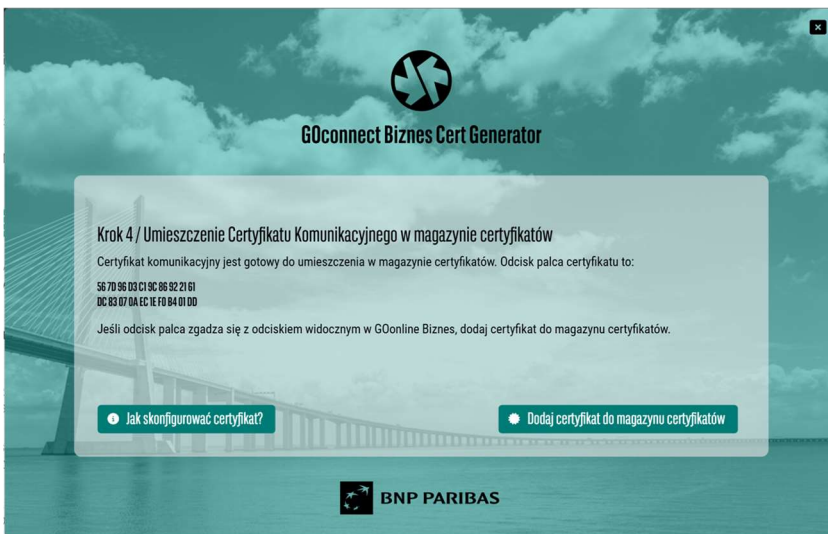 GOconnect Biznes Cert Generator
Krok 4 / Umieszczenie Certyfikatu Komunikacyjnego w magazynie certyfikatów
Certyfikat komunikacyjny jest gotowy do umieszczenia w magazynie certyfikatów. Odcisk palca certyfikatu to:
56 7D 96 D3 C1 9C 86 92 21 61
DC 83 07 0A EC 1E F0 B4 01 DD
Jeśli odcisk palca zgadza się z odciskiem widocznym w GOonline Biznes, dodaj certyfikat do magazynu certyfikatów.
Jak skonfigurować certyfikat?
Dodaj certyfikat do magazynu certyfikatów
BNP PARIBAS